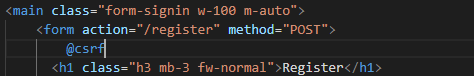 <main class="form-signin w-100 m-auto">
<form action="/register" method="POST">
@csrf
<h1 class="h3 mb-3 fw-normal">Register</h1>